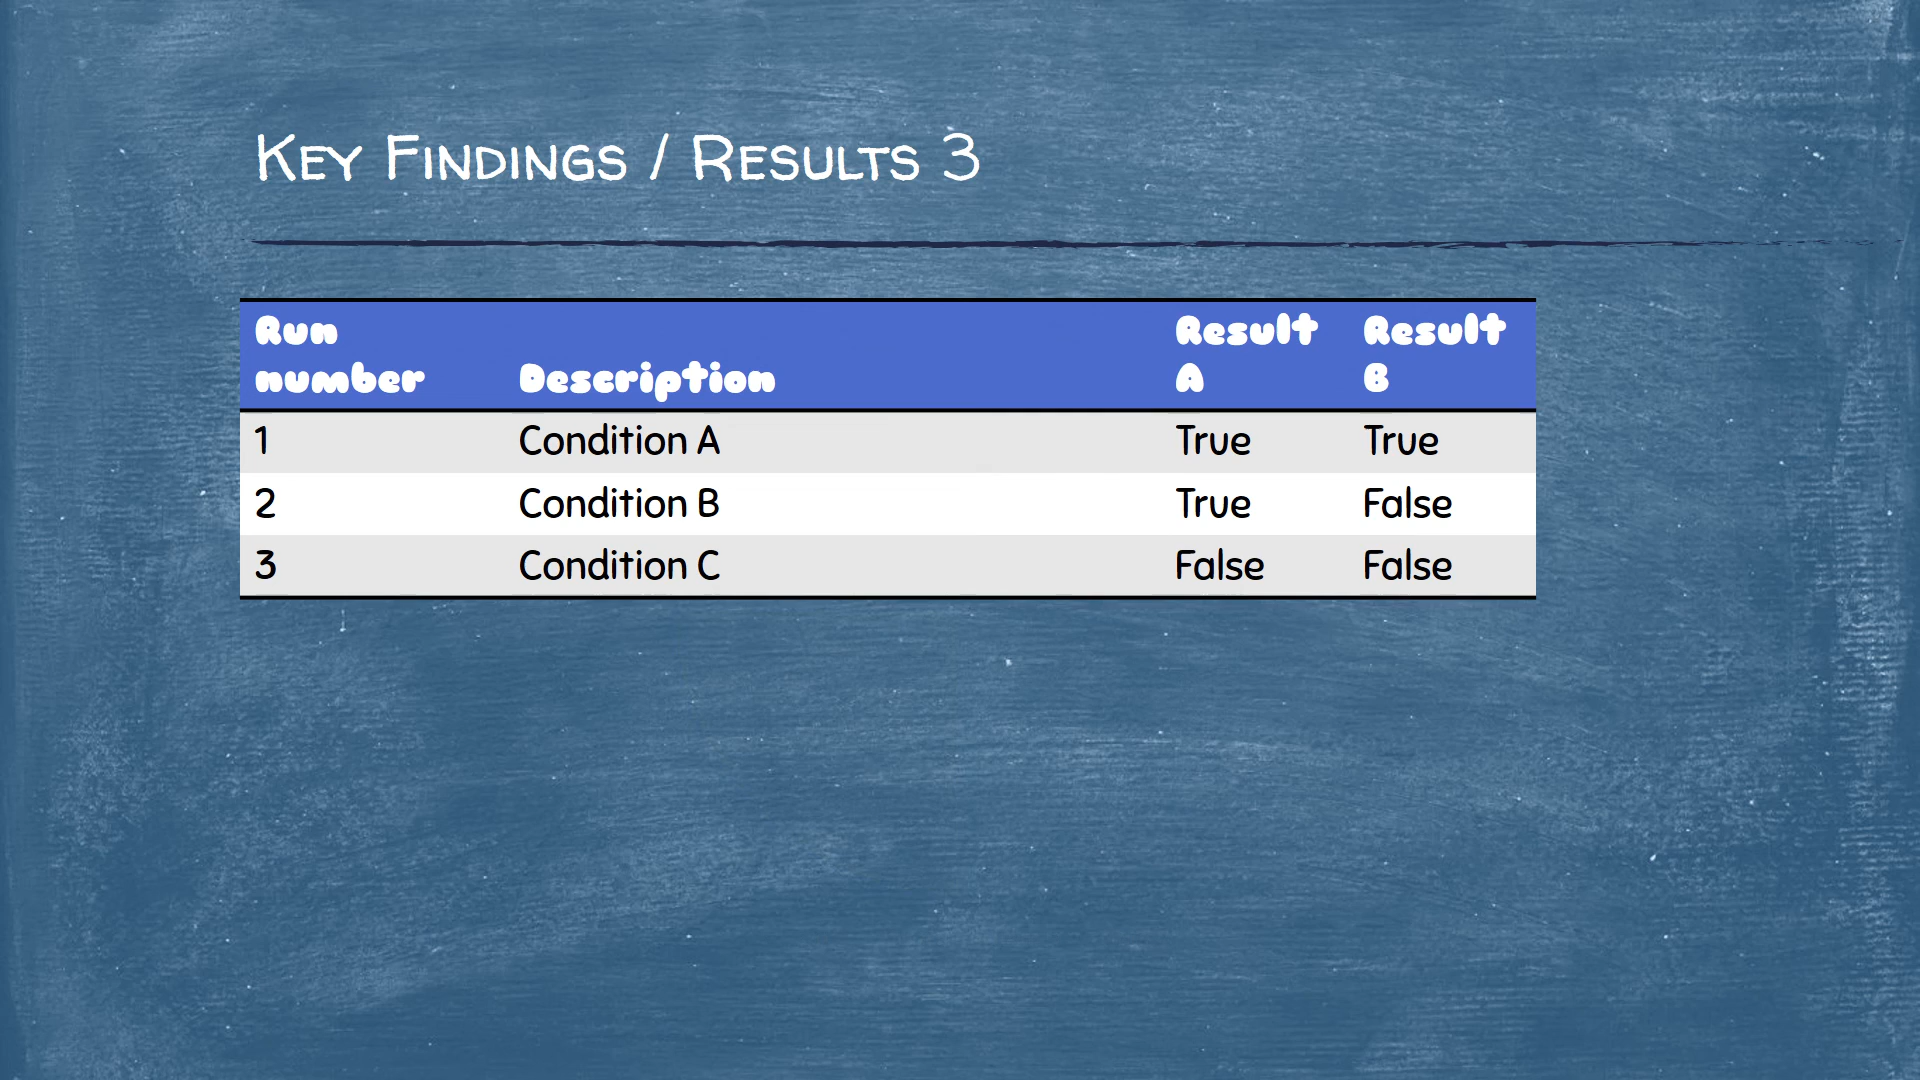 Key Findings / Results 3
Run number Description Result A Result B
1 Condition A True True
2 Condition B True False
3 Condition C False False